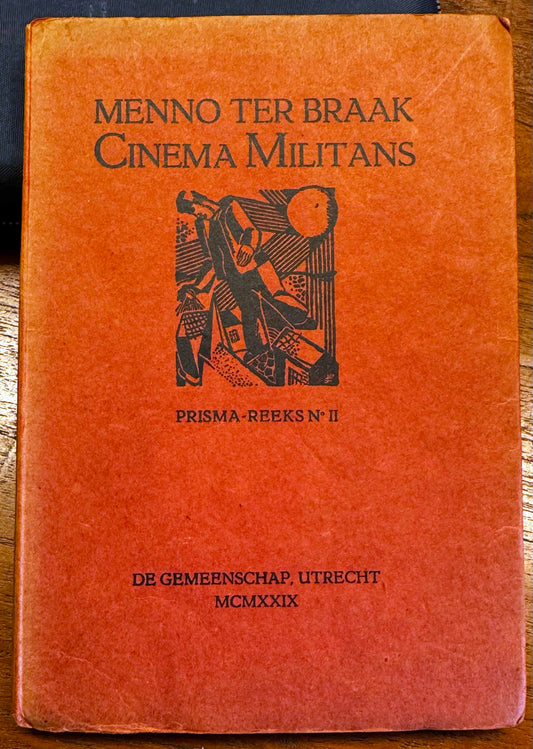 MENNO TER BRAAK
CINEMA MILITANS
PRISMA-REEKS No II
DE GEMEENSCHAP, UTRECHT
MCMXXIX